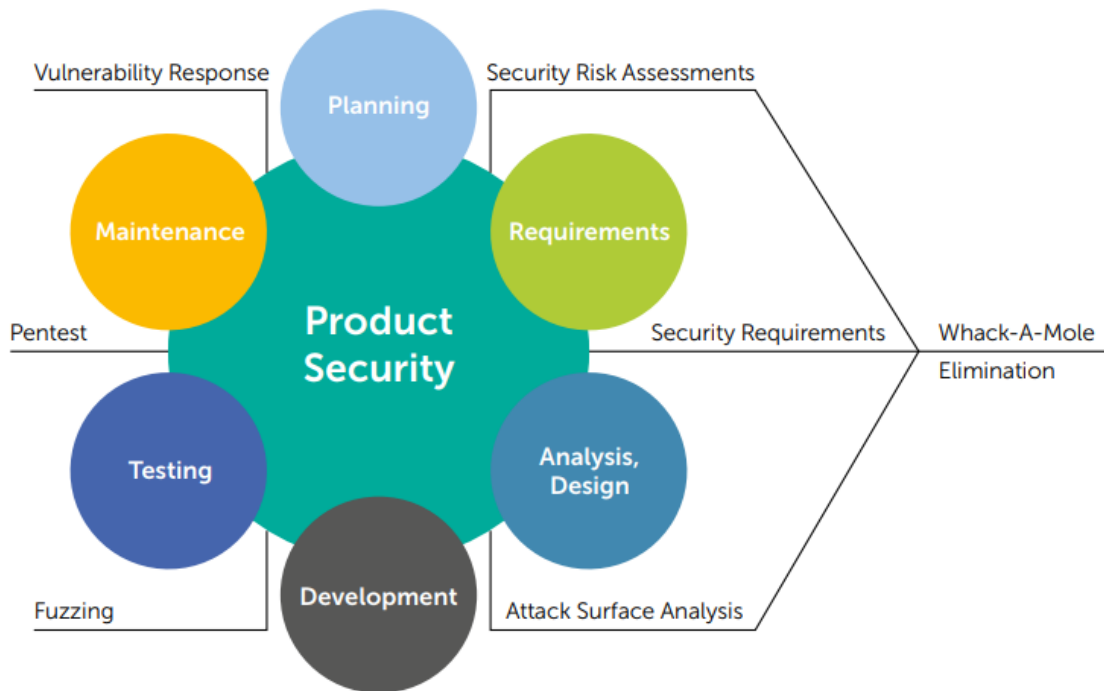 Vulnerability Response
Planning
Security Risk Assessments
Maintenance
Requirements
Product
Security
Pentest
Security Requirements
Whack-A-Mole
Elimination
Testing
Analysis,
Design
Development
Fuzzing
Attack Surface Analysis